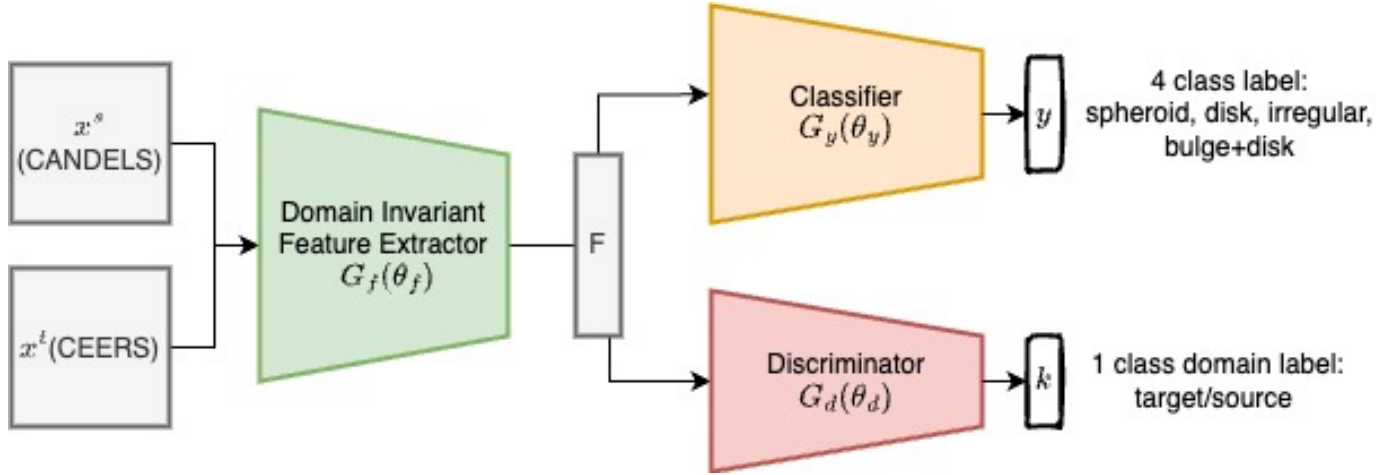 x^s
(CANDELS)
x^t(CEERS)
Domain Invariant
Feature Extractor
G_f(θ_f)
F
Classifier
G_y(θ_y)
y
4 class label:
spheroid, disk, irregular,
bulge+disk
Discriminator
G_d(θ_d)
k
1 class domain label:
target/source